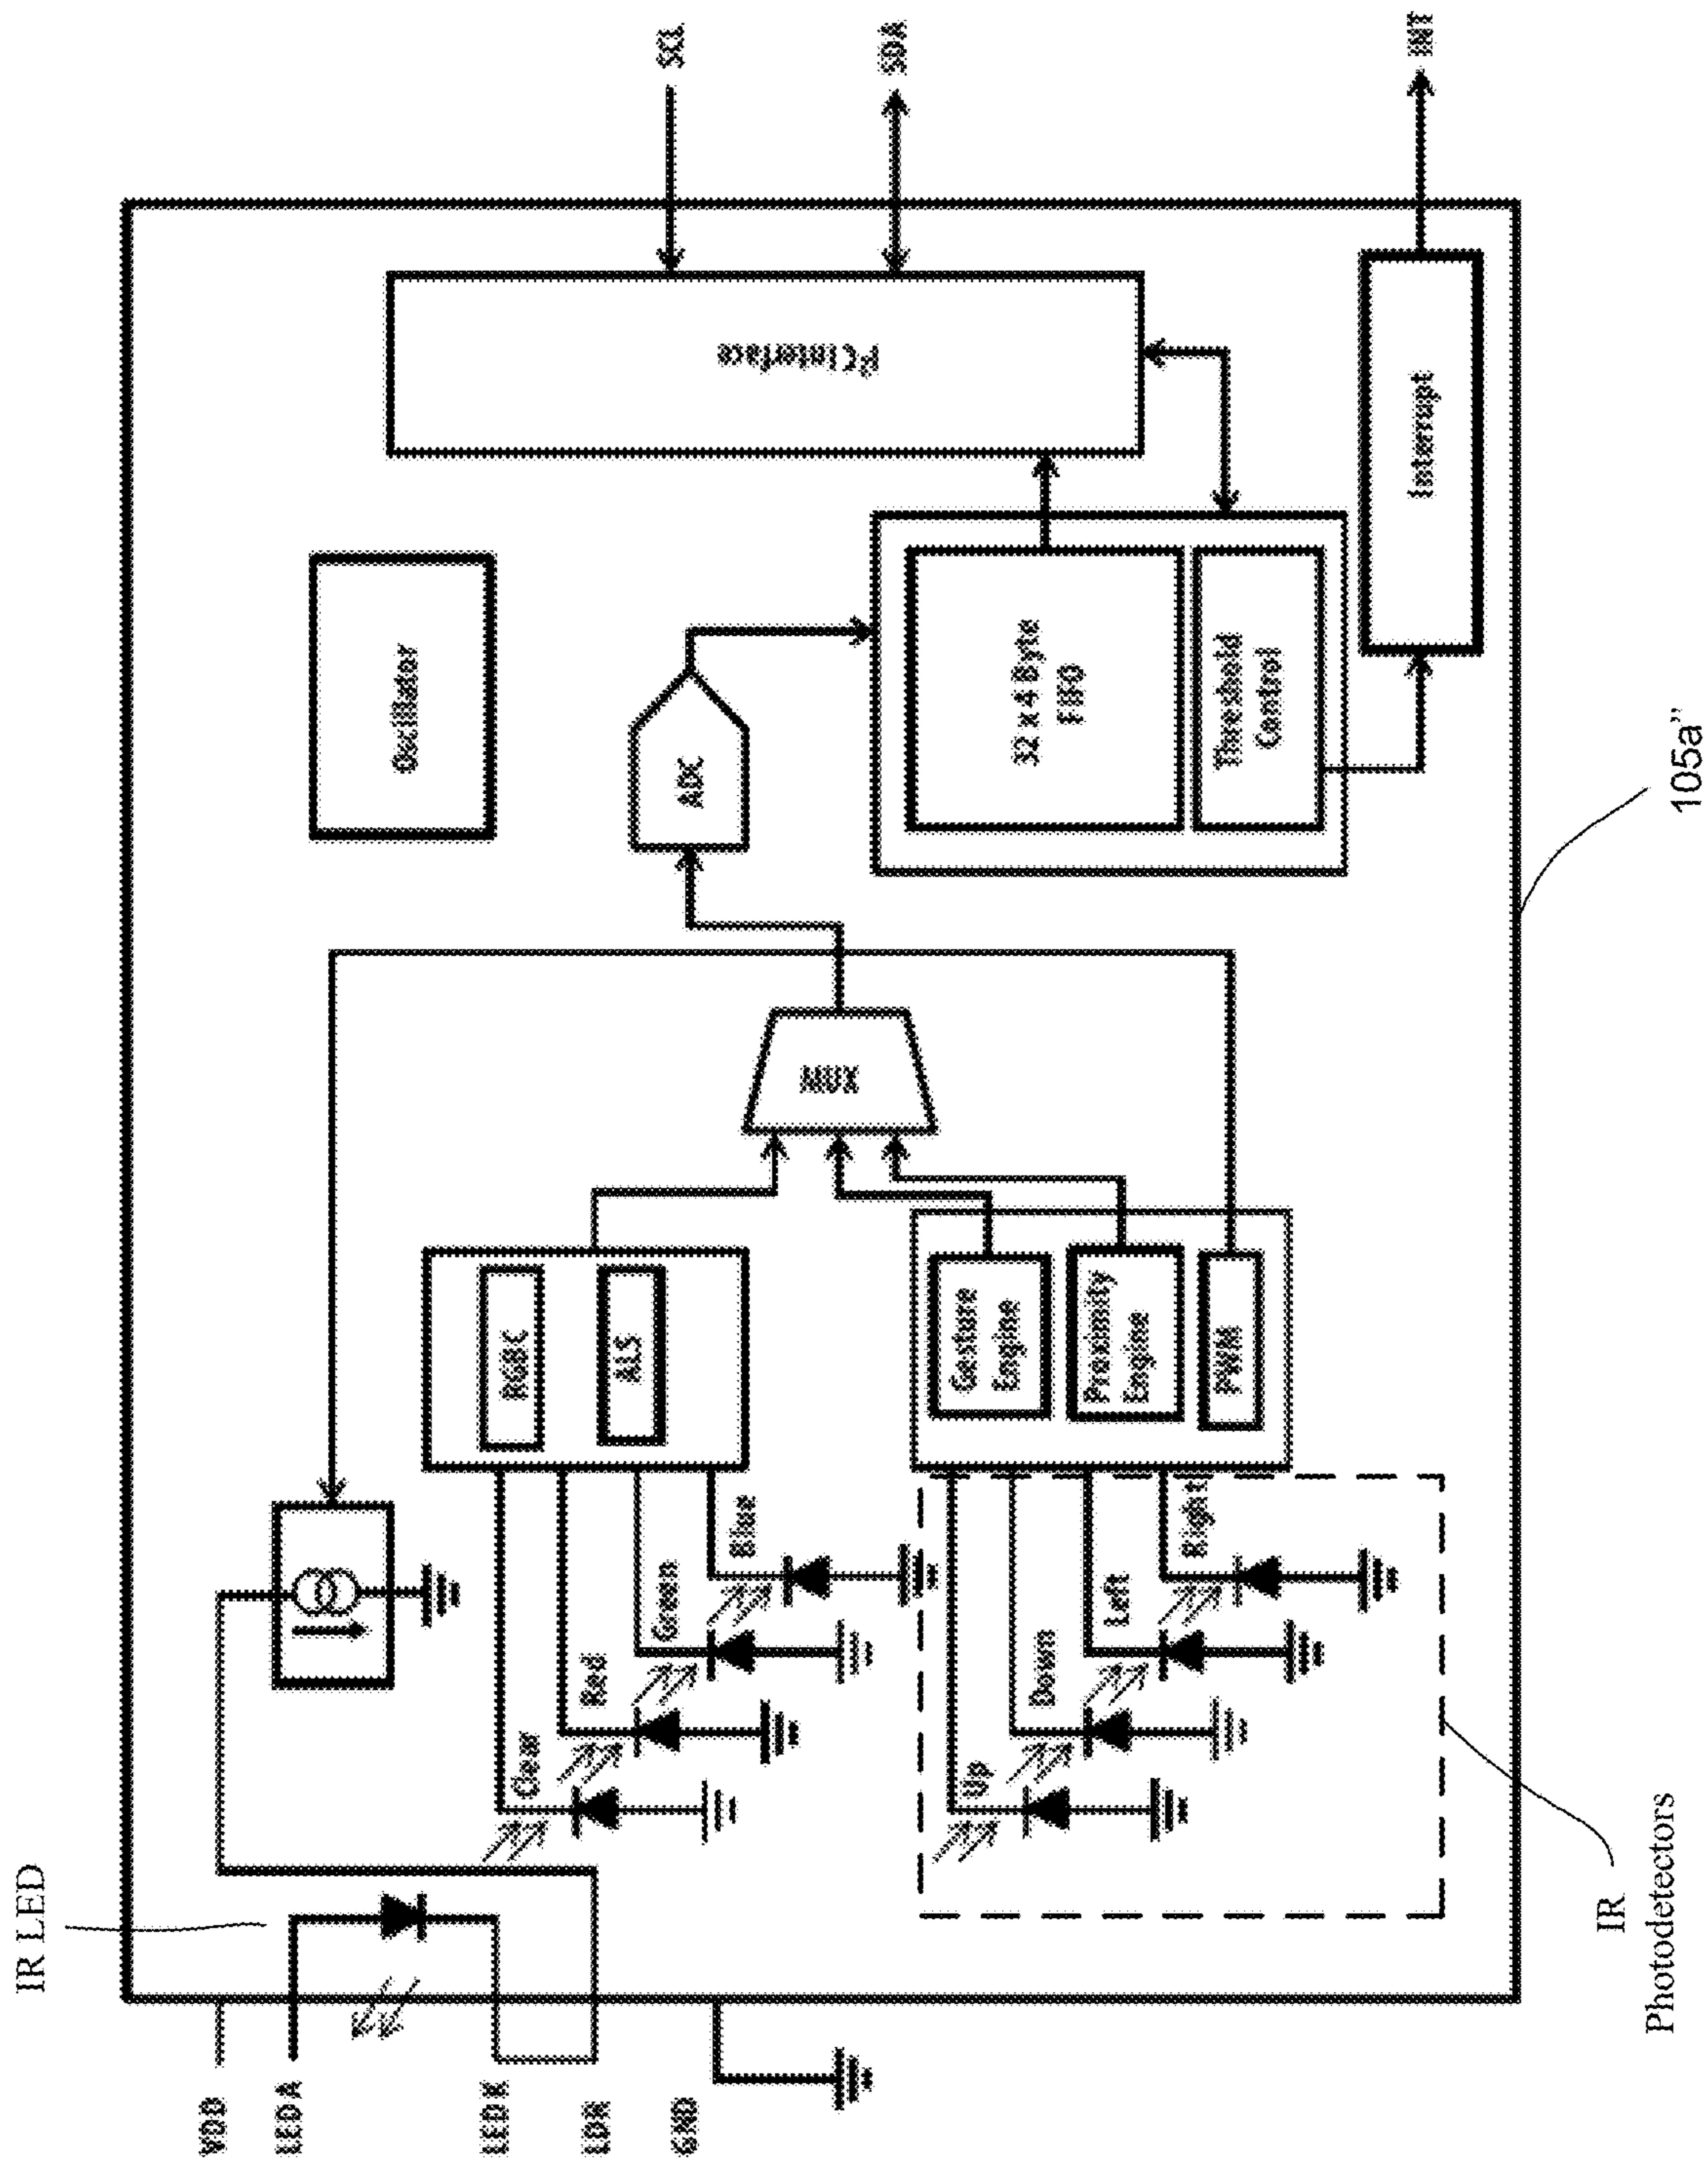 IR LED
VDD
LEDA
LEDK
LDR
GND
Clear
Red
Green
Blue
RGBC
ALS
Up
Down
Left
Right
Gesture
Engine
Proximity
Engine
PWM
MUX
ADC
Oscillator
32 x 4 Byte
FIFO
Threshold
Control
I²C Interface
Interrupt
SCL
SDA
INT
IR
Photodetectors
105a”